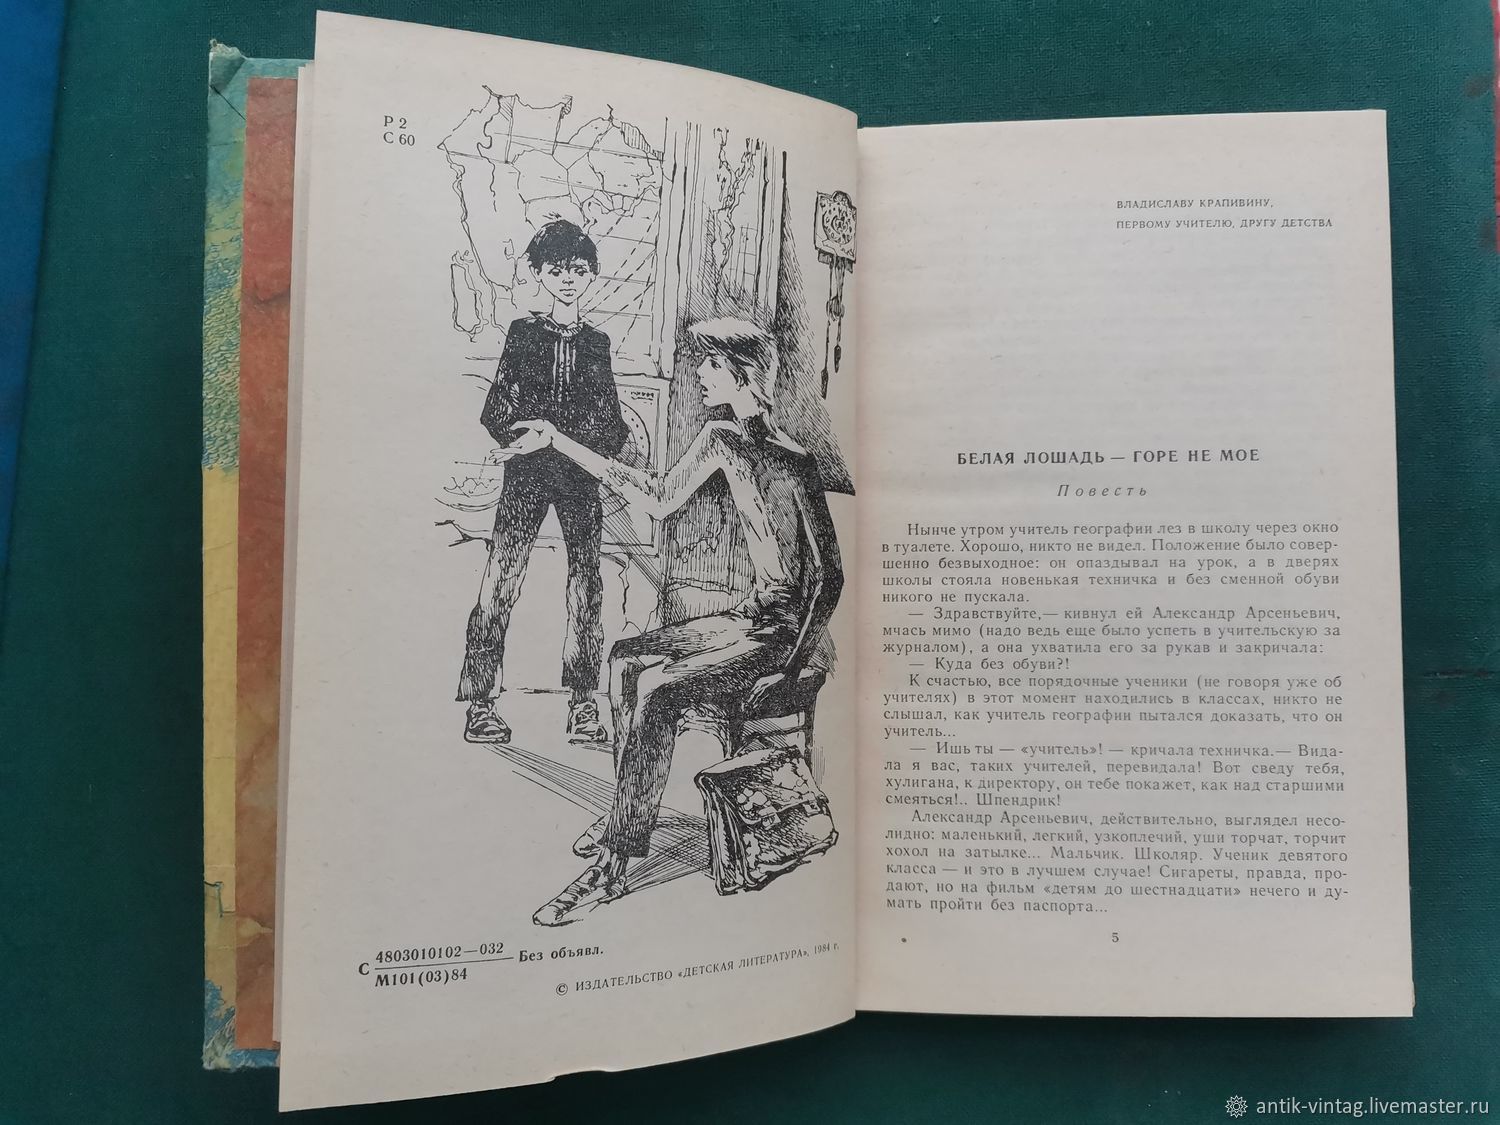 Р 2
С 60
С 4803010102—032 Без объявл.
М101(03)84
© ИЗДАТЕЛЬСТВО «ДЕТСКАЯ ЛИТЕРАТУРА», 1984 г.
ВЛАДИСЛАВУ КРАПИВИНУ,
ПЕРВОМУ УЧИТЕЛЮ, ДРУГУ ДЕТСТВА
БЕЛАЯ ЛОШАДЬ — ГОРЕ НЕ МОЕ
Повесть
Нынче утром учитель географии лез в школу через окно
в туалете. Хорошо, никто не видел. Положение было совер-
шенно безвыходное: он опаздывал на урок, а в дверях
школы стояла новенькая техничка и без сменной обуви
никого не пускала.
— Здравствуйте,— кивнул ей Александр Арсеньевич,
мчась мимо (надо ведь еще было успеть в учительскую за
журналом), а она ухватила его за рукав и закричала:
— Куда без обуви?!
К счастью, все порядочные ученики (не говоря уже об
учителях) в этот момент находились в классах, никто не
слышал, как учитель географии пытался доказать, что он
учитель...
— Ишь ты — «учитель»! — кричала техничка.— Вида-
ла я вас, таких учителей, перевидала! Вот сведу тебя,
хулигана, к директору, он тебе покажет, как над старшими
смеяться!.. Шпендрик!
Александр Арсеньевич, действительно, выглядел несо-
лидно: маленький, легкий, узкоплечий, уши торчат, торчит
хохол на затылке... Мальчик. Школяр. Ученик девятого
класса — и это в лучшем случае! Сигареты, правда, про-
дают, но на фильм «детям до шестнадцати» нечего и ду-
мать пройти без паспорта...
5
antik-vintag.livemaster.ru